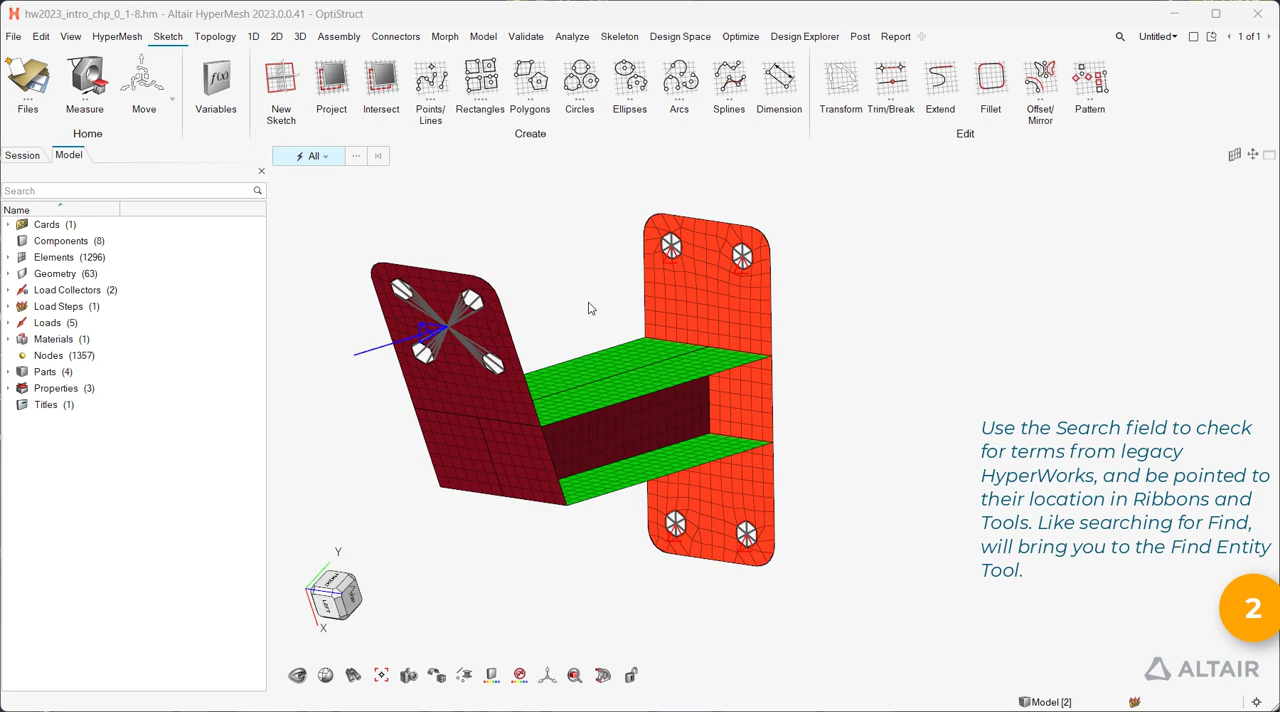 hw2023_intro_chp_0_1-8.hm - Altair HyperMesh 2023.0.0.41 - OptiStruct
File Edit View HyperMesh Sketch Topology 1D 2D 3D Assembly Connectors Morph Model Validate Analyze Skeleton Design Space Optimize Design Explorer Post Report Untitled 1 of 1
Files Measure Move Variables New Sketch Project Intersect Points/Lines Rectangles Polygons Circles Ellipses Arcs Splines Dimension Transform Trim/Break Extend Fillet Offset/Mirror Pattern
Home Create Edit
Session Model
All
Search
Name
Cards (1)
Components (8)
Elements (1296)
Geometry (63)
Load Collectors (2)
Load Steps (1)
Loads (5)
Materials (1)
Nodes (1357)
Parts (4)
Properties (3)
Titles (1)
Use the Search field to check
for terms from legacy
HyperWorks, and be pointed to
their location in Ribbons and
Tools. Like searching for Find,
will bring you to the Find Entity
Tool.
2
Y
LEFT
X
ALTAIR
Model [2]